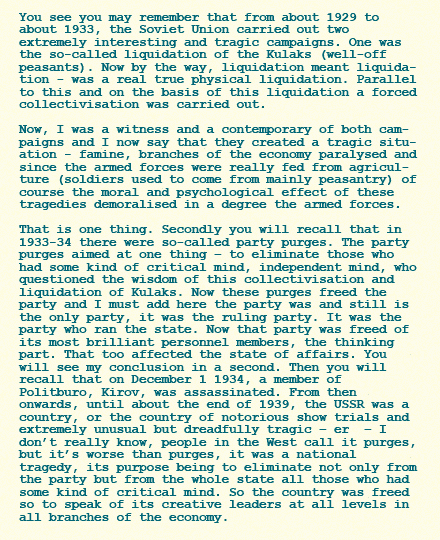 You see you may remember that from about 1929 to
about 1933, the Soviet Union carried out two
extremely interesting and tragic campaigns. One was
the so-called liquidation of the Kulaks (well-off
peasants). Now by the way, liquidation meant liquida-
tion - was a real true physical liquidation. Parallel
to this and on the basis of this liquidation a forced
collectivisation was carried out.

Now, I was a witness and a contemporary of both cam-
paigns and I now say that they created a tragic situ-
ation - famine, branches of the economy paralysed and
since the armed forces were really fed from agricul-
ture (soldiers used to come from mainly peasantry) of
course the moral and psychological effect of these
tragedies demoralised in a degree the armed forces.

That is one thing. Secondly you will recall that in
1933-34 there were so-called party purges. The party
purges aimed at one thing - to eliminate those who
had some kind of critical mind, independent mind, who
questioned the wisdom of this collectivisation and
liquidation of Kulaks. Now these purges freed the
party and I must add here the party was and still is
the only party, it was the ruling party. It was the
party who ran the state. Now that party was freed of
its most brilliant personnel members, the thinking
part. That too affected the state of affairs. You
will see my conclusion in a second. Then you will
recall that on December 1 1934, a member of
Politburo, Kirov, was assassinated. From then
onwards, until about the end of 1939, the USSR was a
country, or the country of notorious show trials and
extremely unusual but dreadfully tragic - er - I
don't really know, people in the West call it purges,
but it's worse than purges, it was a national
tragedy, its purpose being to eliminate not only from
the party but from the whole state all those who had
some kind of critical mind. So the country was freed
so to speak of its creative leaders at all levels in
all branches of the economy.